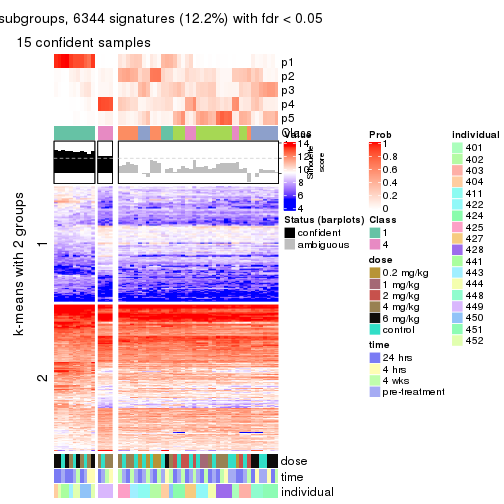 subgroups, 6344 signatures (12.2%) with fdr < 0.05
15 confident samples
p1
p2
p3
p4
p5
Class
Silhouette
score
k-means with 2 groups
1
2
dose
time
individual
Value
14
12
10
8
6
4
Status (barplots)
confident
ambiguous
Prob
1
0.8
0.6
0.4
0.2
0
Class
1
4
dose
0.2 mg/kg
1 mg/kg
2 mg/kg
4 mg/kg
6 mg/kg
control
time
24 hrs
4 hrs
4 wks
pre-treatment
individual
401
402
403
404
411
422
424
425
427
428
441
443
444
448
449
450
451
452